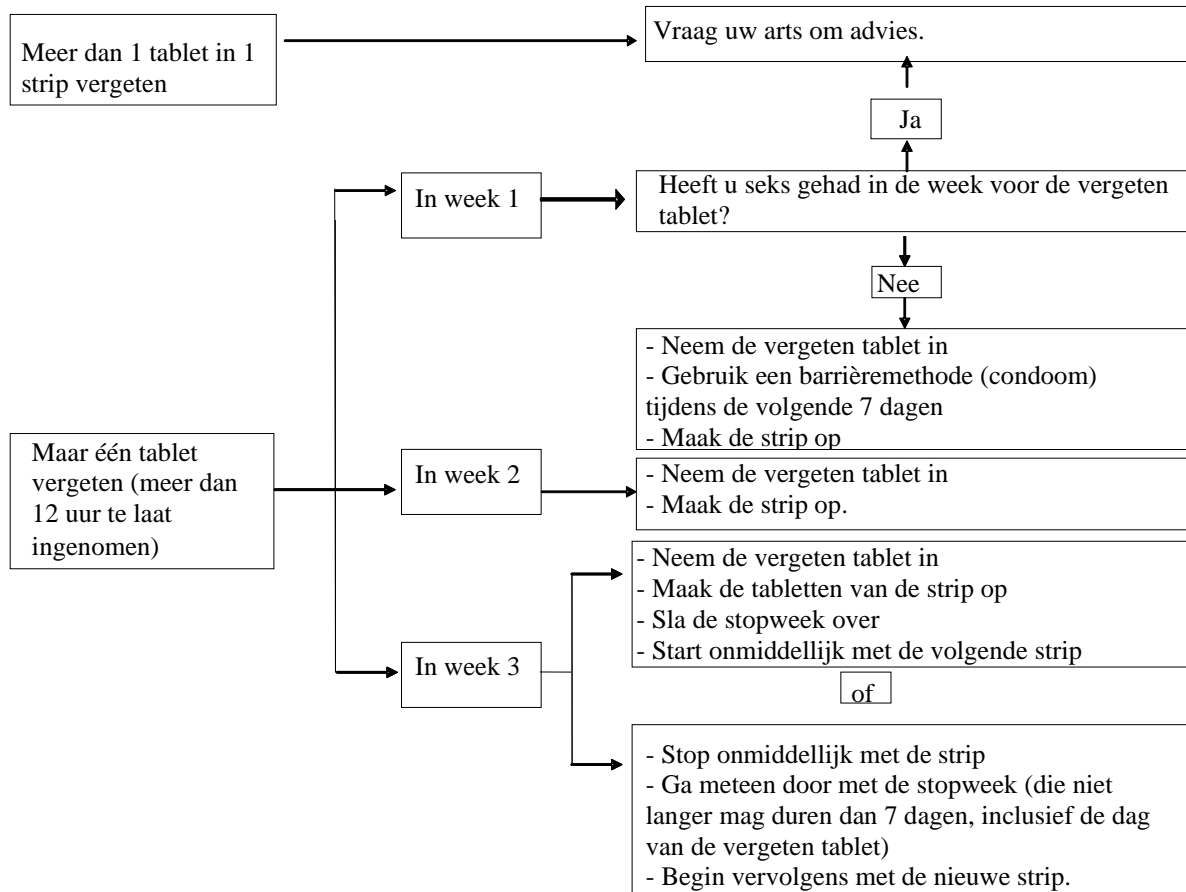 Meer dan 1 tablet in 1
strip vergeten
Vraag uw arts om advies.
Ja
In week 1
Heeft u seks gehad in de week voor de vergeten
tablet?
Nee
- Neem de vergeten tablet in
- Gebruik een barrièremethode (condoom)
tijdens de volgende 7 dagen
- Maak de strip op
Maar één tablet
vergeten (meer dan
12 uur te laat
ingenomen)
In week 2
- Neem de vergeten tablet in
- Maak de strip op.
In week 3
- Neem de vergeten tablet in
- Maak de tabletten van de strip op
- Sla de stopweek over
- Start onmiddellijk met de volgende strip
of
- Stop onmiddellijk met de strip
- Ga meteen door met de stopweek (die niet
langer mag duren dan 7 dagen, inclusief de dag
van de vergeten tablet)
- Begin vervolgens met de nieuwe strip.